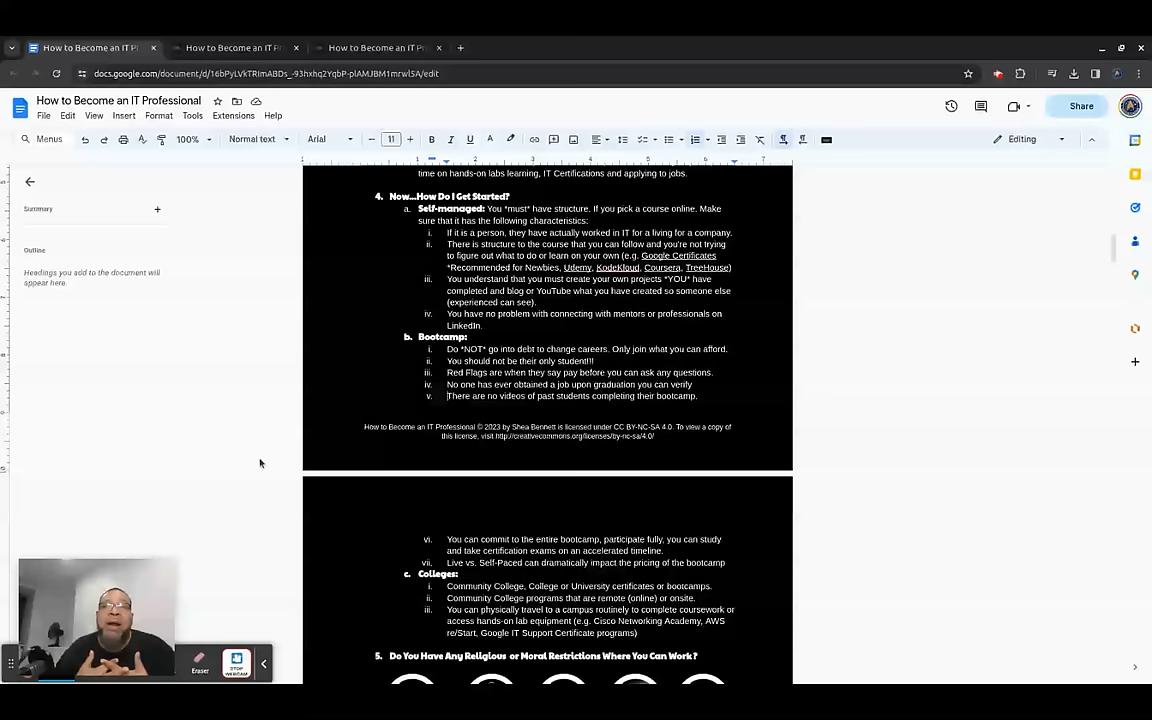 How to Become an IT P
How to Become an IT Pr
How to Become an IT Pr
docs.google.com/document/d/16bPyLVkTRImABDs_-93hxhq2YqbP-plAMJBM1mrwl5A/edit
How to Become an IT Professional
File Edit View Insert Format Tools Extensions Help
Share
Menus 100% Normal text Arial 11 Editing
1 1 2 3 4 5 6 7
Summary
Outline
Headings you add to the document will
appear here.
time on hands-on labs learning, IT Certifications and applying to jobs.
4. Now...How Do I Get Started?
a. Self-managed: You *must* have structure. If you pick a course online. Make
sure that it has the following characteristics:
i. If it is a person, they have actually worked in IT for a living for a company.
ii. There is structure to the course that you can follow and you're not trying
to figure out what to do or learn on your own (e.g. Google Certificates
*Recommended for Newbies, Udemy, KodeKloud, Coursera, TreeHouse)
iii. You understand that you must create your own projects *YOU* have
completed and blog or YouTube what you have created so someone else
(experienced can see).
iv. You have no problem with connecting with mentors or professionals on
LinkedIn.
b. Bootcamp:
i. Do *NOT* go into debt to change careers. Only join what you can afford.
ii. You should not be their only student!!!
iii. Red Flags are when they say pay before you can ask any questions.
iv. No one has ever obtained a job upon graduation you can verify
v. There are no videos of past students completing their bootcamp.
How to Become an IT Professional © 2023 by Shea Bennett is licensed under CC BY-NC-SA 4.0. To view a copy of
this license, visit http://creativecommons.org/licenses/by-nc-sa/4.0/
vi. You can commit to the entire bootcamp, participate fully, you can study
and take certification exams on an accelerated timeline.
vii. Live vs. Self-Paced can dramatically impact the pricing of the bootcamp
c. Colleges:
i. Community College, College or University certificates or bootcamps.
ii. Community College programs that are remote (online) or onsite.
iii. You can physically travel to a campus routinely to complete coursework or
access hands-on lab equipment (e.g. Cisco Networking Academy, AWS
re/Start, Google IT Support Certificate programs)
5. Do You Have Any Religious or Moral Restrictions Where You Can Work?
Eraser
STOP
WEBCAM